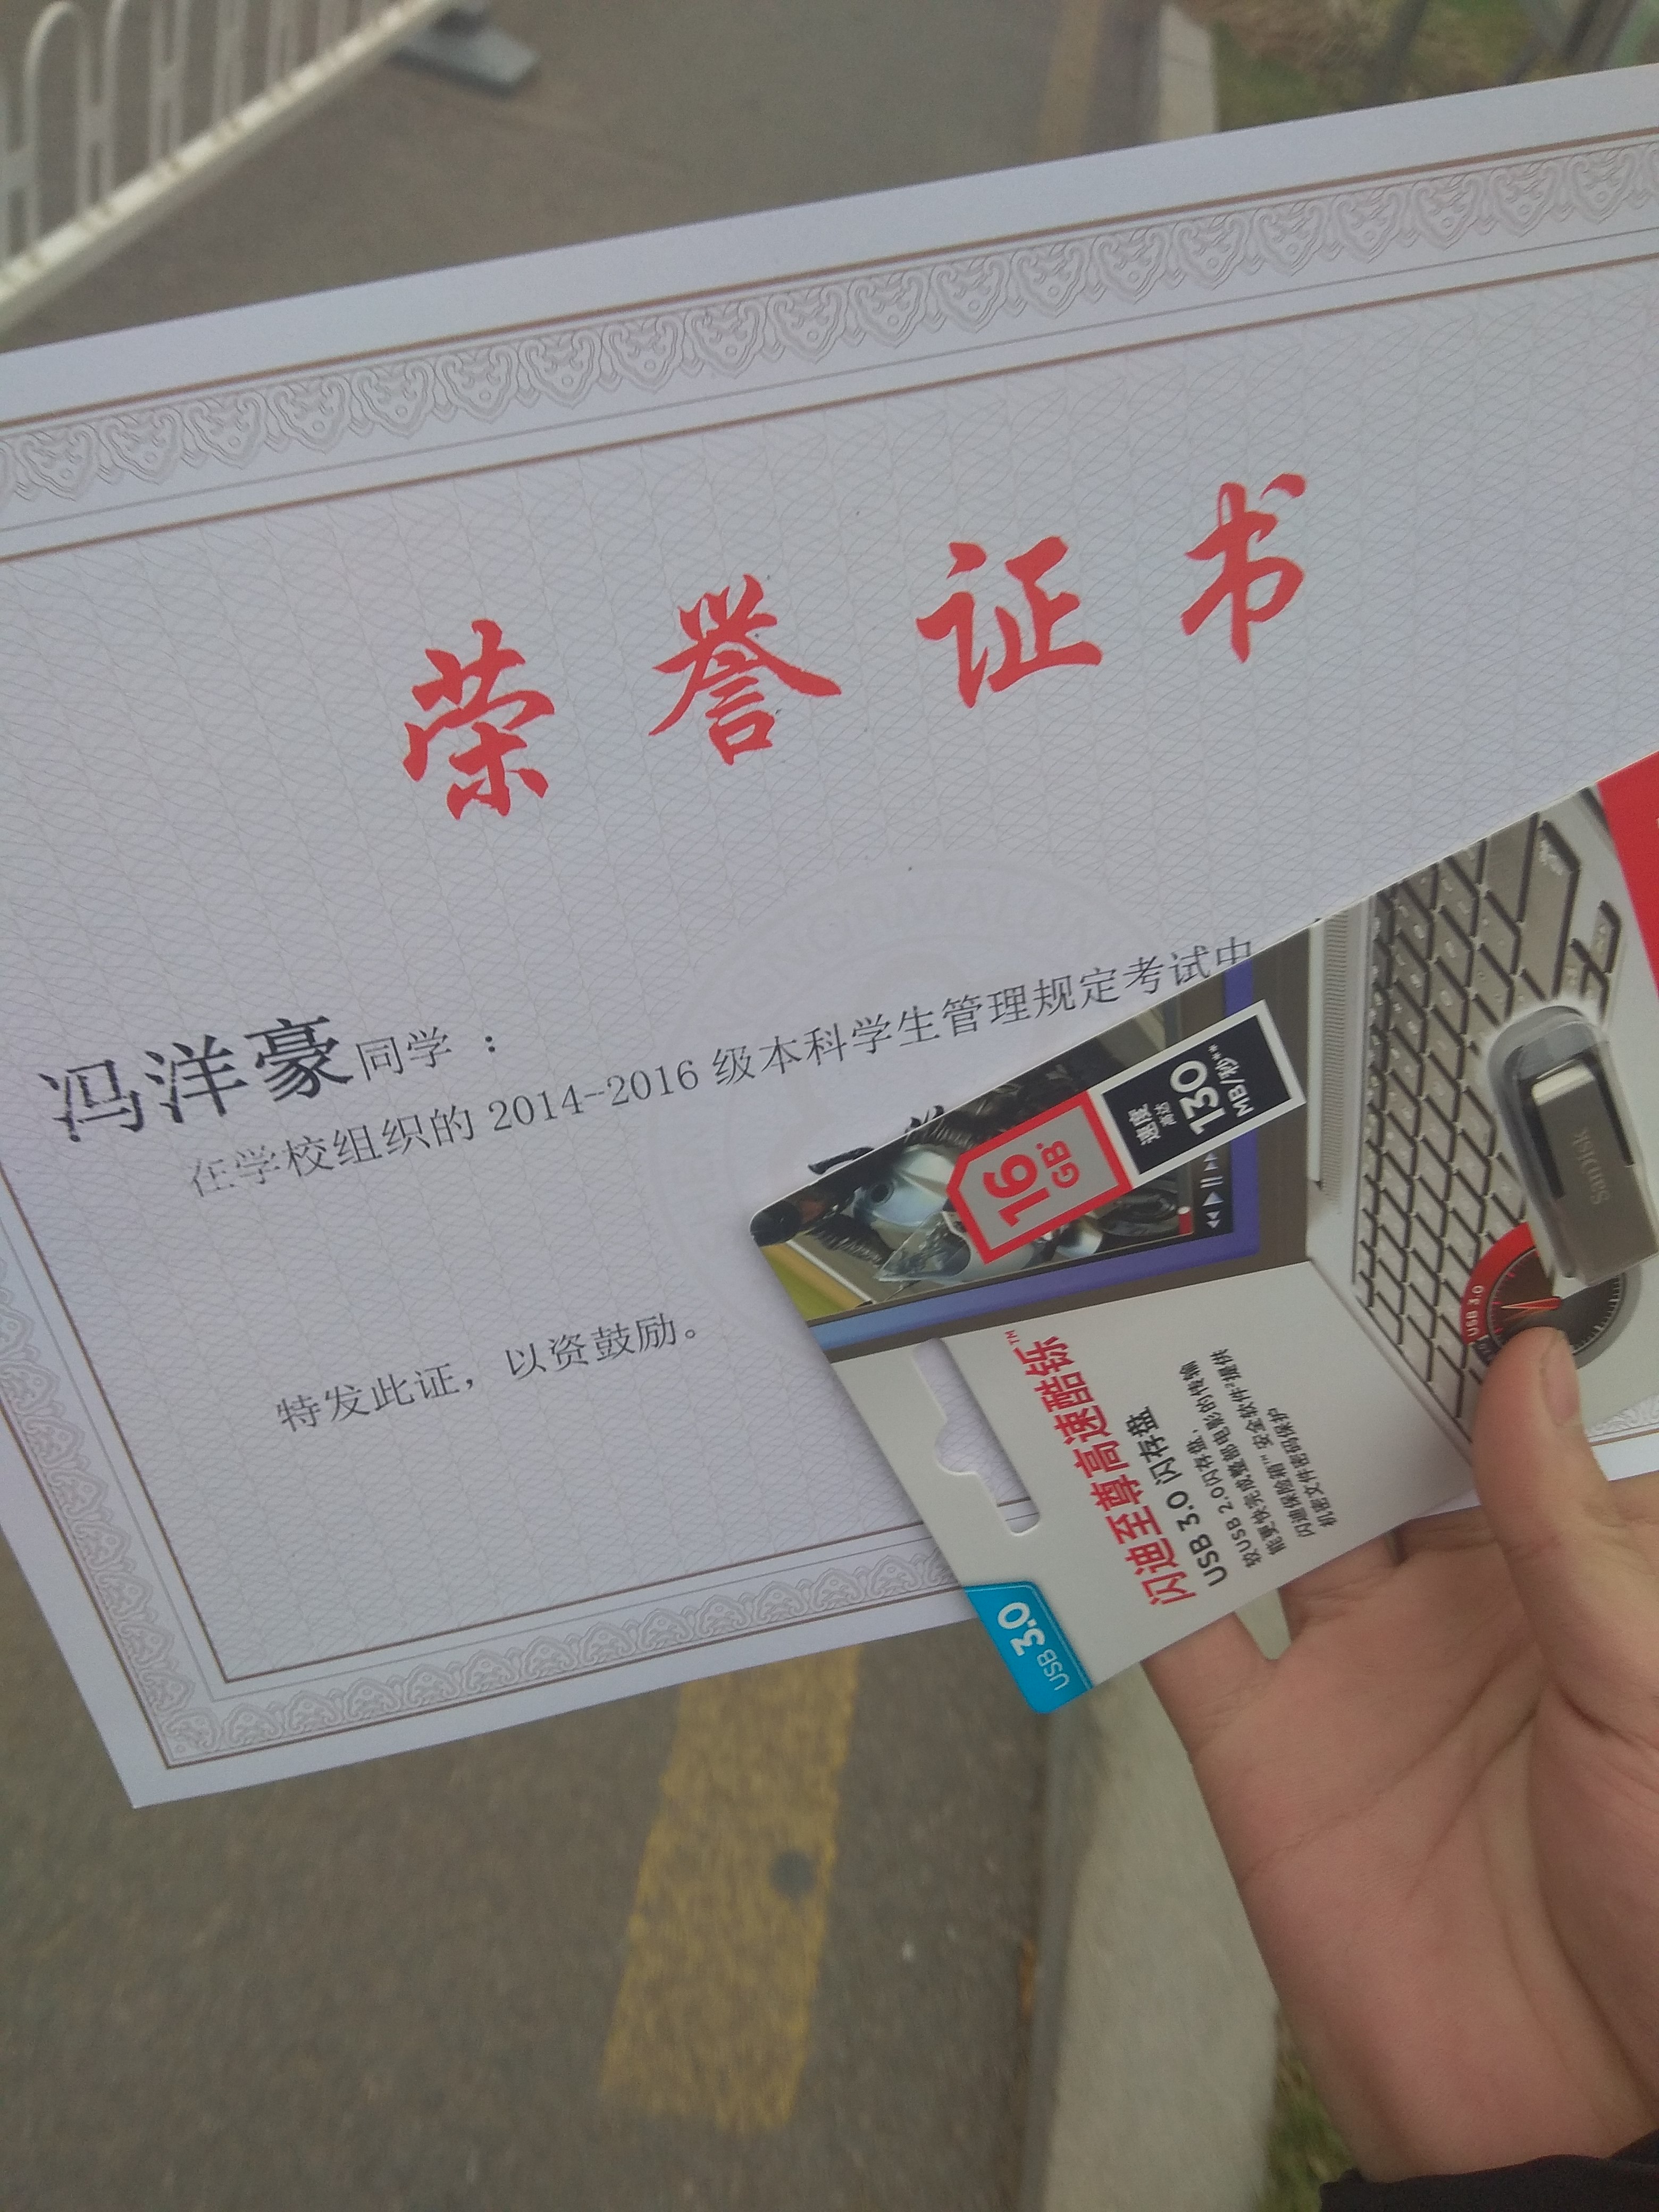 荣誉证书
冯洋豪同学：
在学校组织的 2014-2016 级本科学生管理规定考试中
特发此证，以资鼓励。
16
GB
速度
高达
130
MB/秒**
闪迪至尊高速酷铄™
USB 3.0 闪存盘
较USB 2.0闪存盘，
能更快完成整部电影的传输
闪迪保险箱™ 安全软件²提供
机密文件密码保护
USB 3.0
USB 3.0
SanDisk